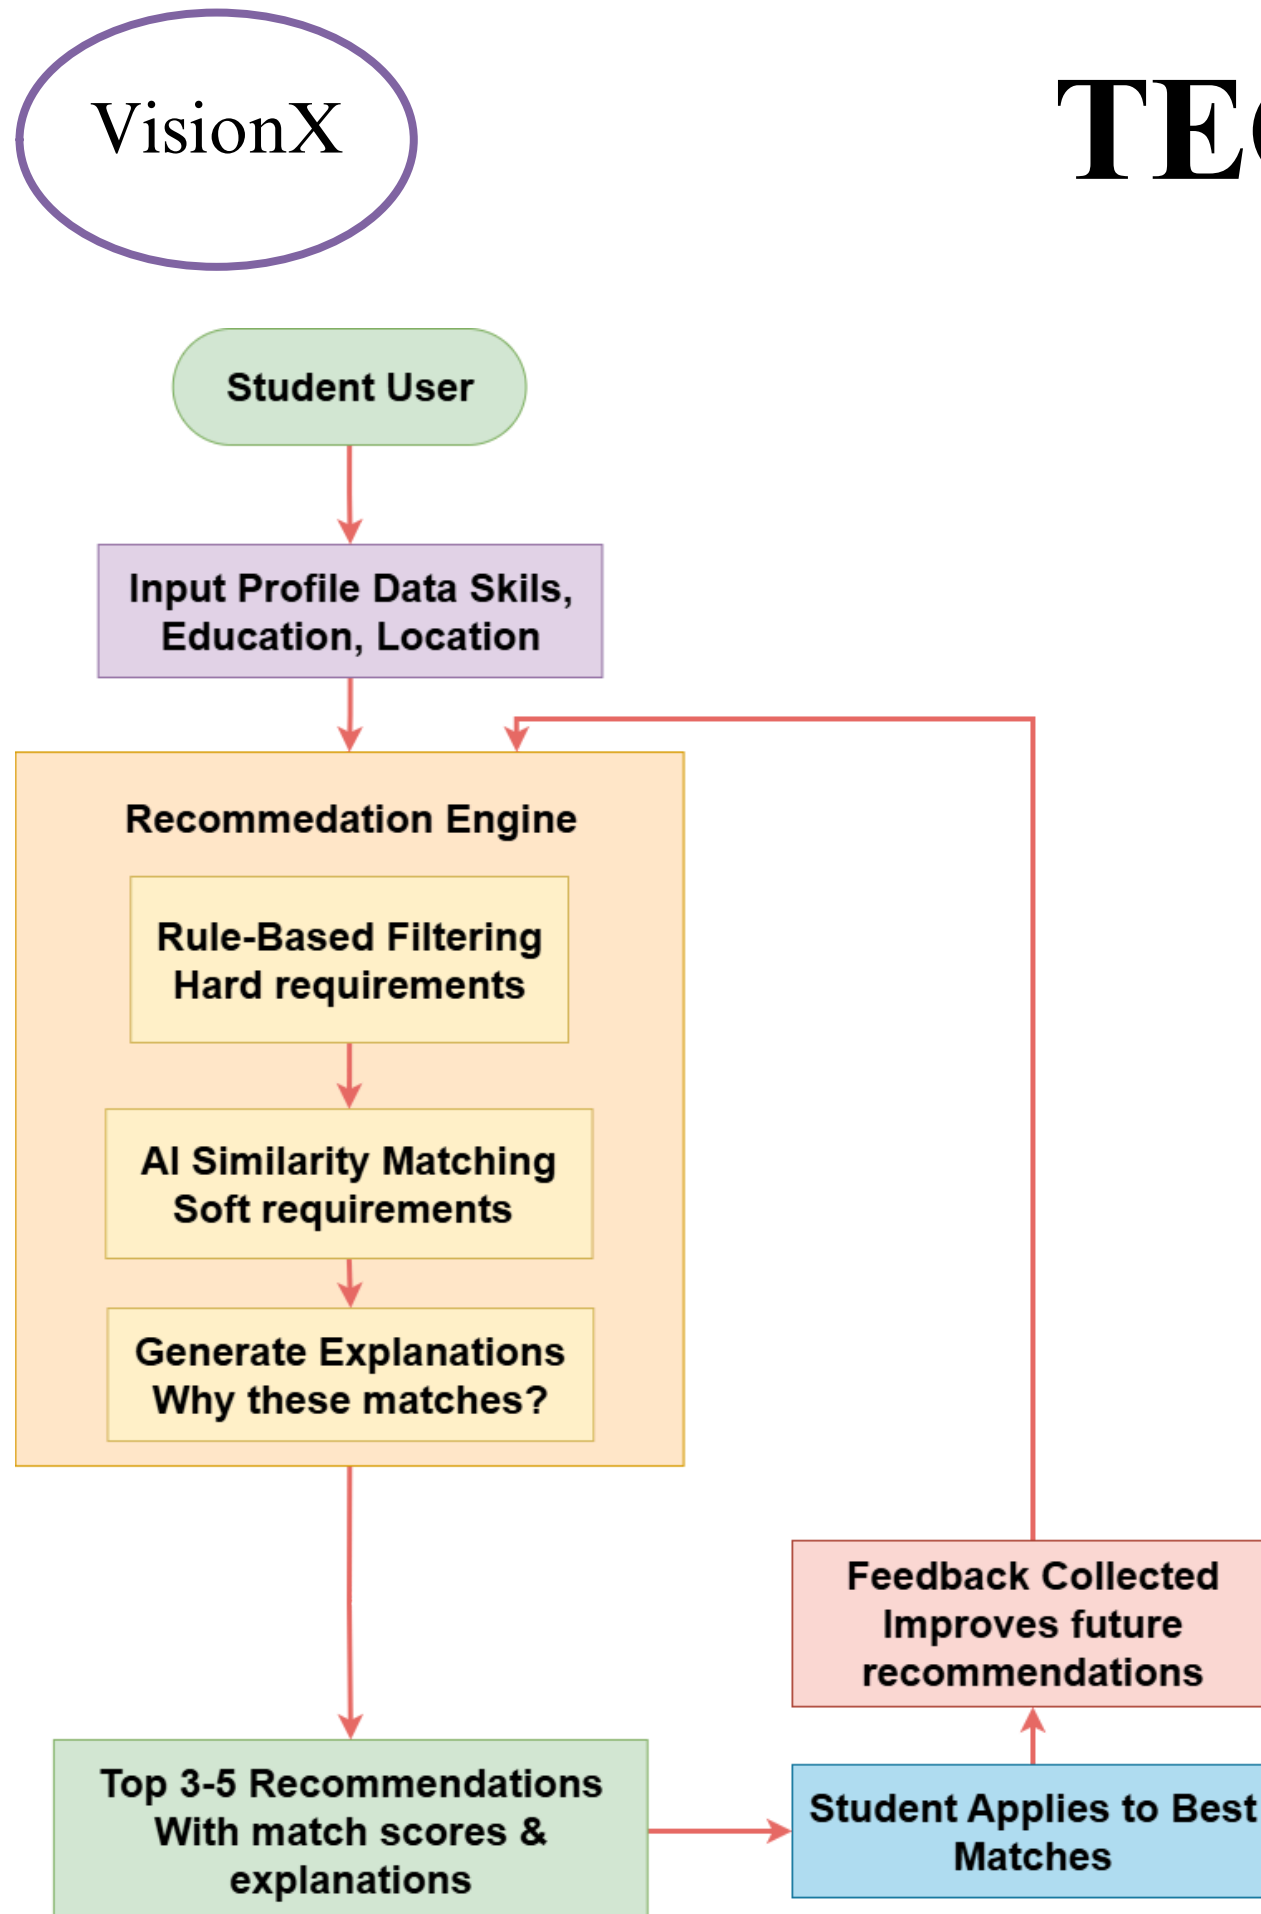 VisionX
Student User
Input Profile Data Skils,
Education, Location
Recommedation Engine
Rule-Based Filtering
Hard requirements
AI Similarity Matching
Soft requirements
Generate Explanations
Why these matches?
Feedback Collected
Improves future
recommendations
Top 3-5 Recommendations
With match scores &
explanations
Student Applies to Best
Matches